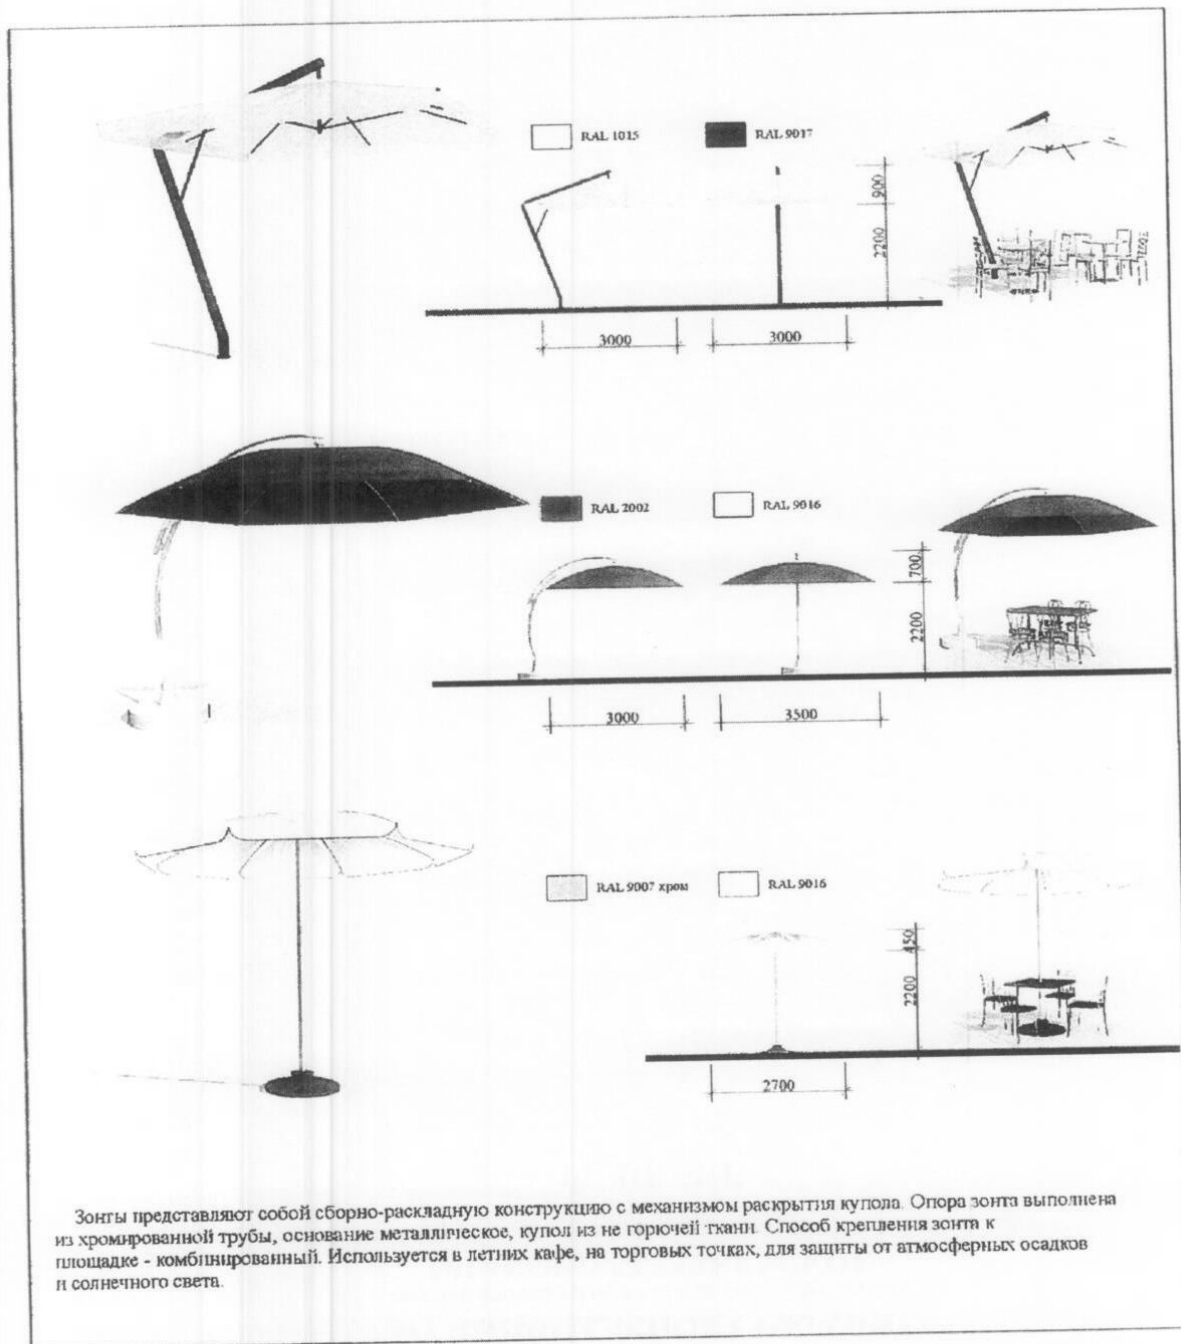 RAL 1015
RAL 9017
900
2200
3000
3000
RAL 2002
RAL 9016
700
2200
3000
3500
RAL 9007 хром
RAL 9016
450
2200
2700
Зонты представляют собой сборно-раскладную конструкцию с механизмом раскрытия купола. Опора зонта выполнена
из хромированной трубы, основание металлическое, купол из не горючей ткани. Способ крепления зонта к
площадке - комбинированный. Используется в летних кафе, на торговых точках, для защиты от атмосферных осадков
и солнечного света.